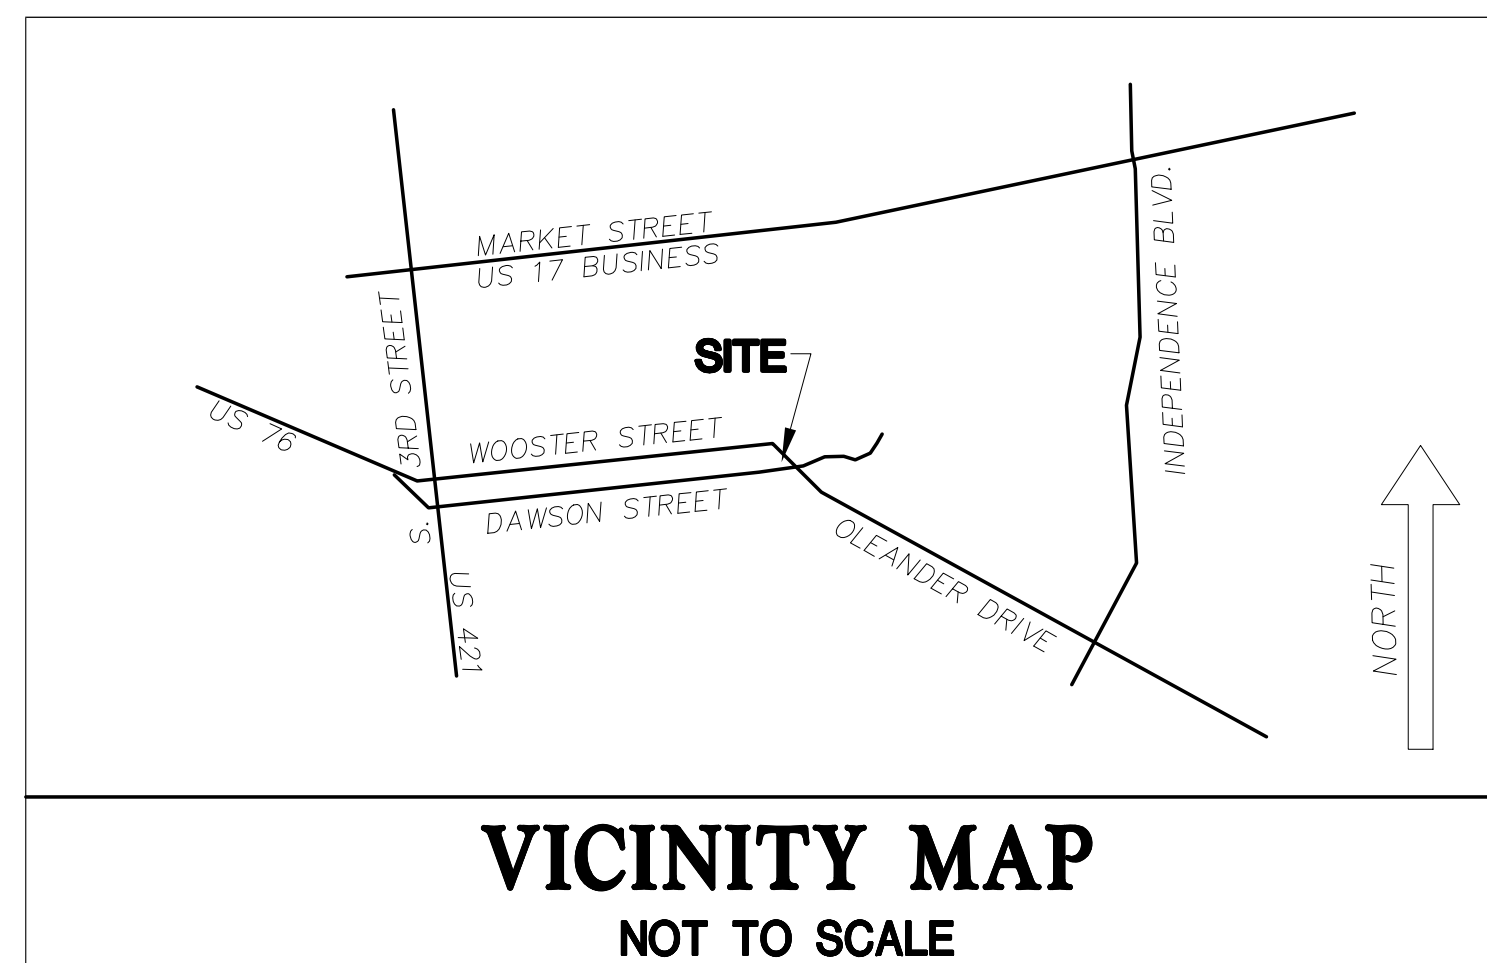 MARKET STREET
US 17 BUSINESS
INDEPENDENCE BLVD.
SITE
US 76
S. 3RD STREET
WOOSTER STREET
DAWSON STREET
OLEANDER DRIVE
US 421
NORTH
VICINITY MAP
NOT TO SCALE